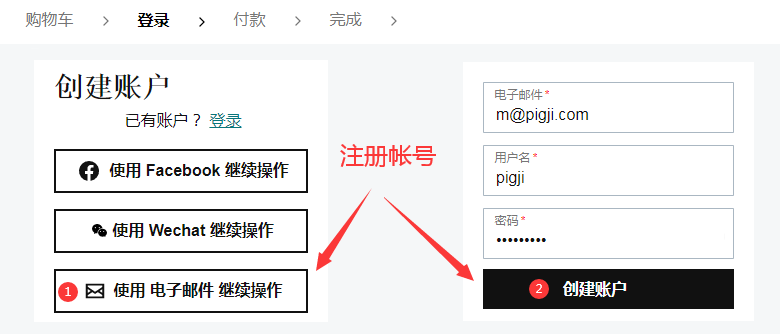 购物车 > 登录 > 付款 > 完成 >
创建账户
已有账户？ 登录
使用 Facebook 继续操作
使用 Wechat 继续操作
1 使用 电子邮件 继续操作
注册帐号
电子邮件 *
m@pigji.com
用户名 *
pigji
密码 *
•••••••••
2 创建账户